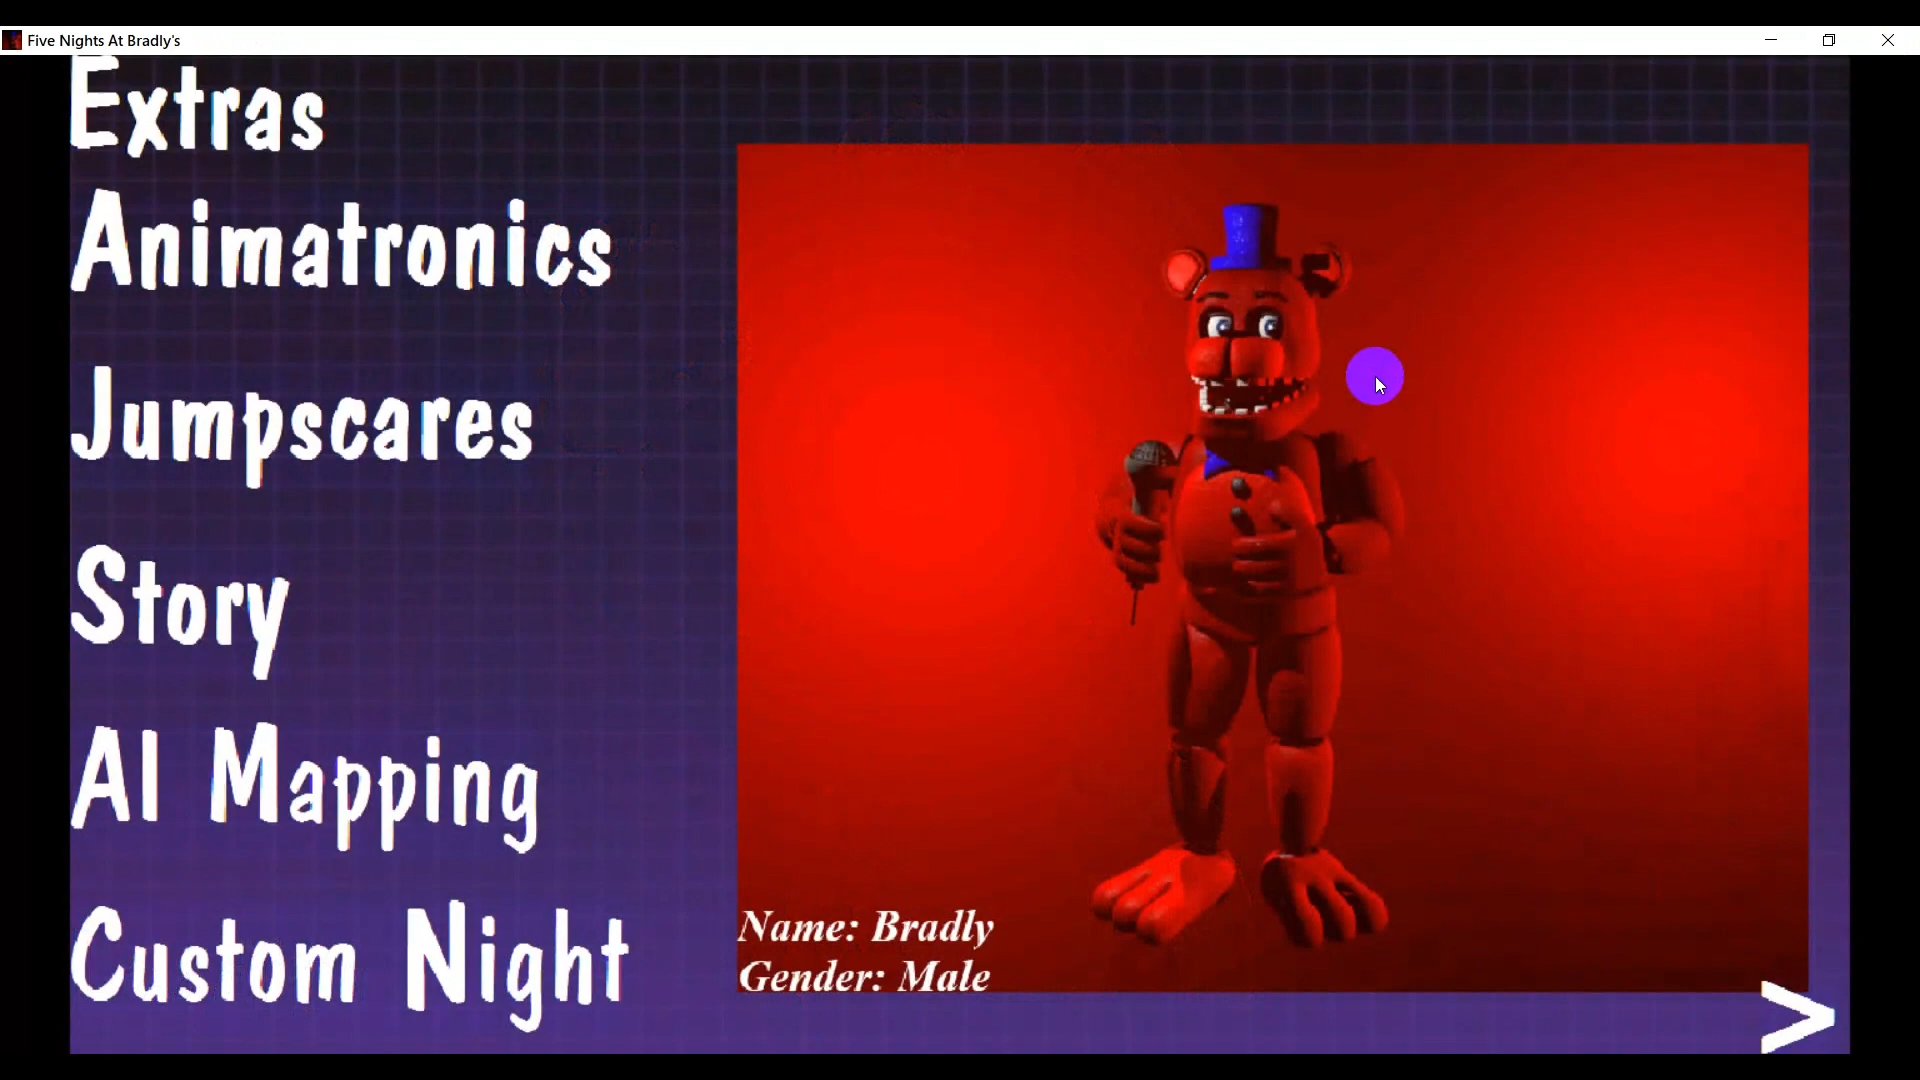 Five Nights At Bradly's
Extras
Animatronics
Jumpscares
Story
AI Mapping
Custom Night
Name: Bradly
Gender: Male
>